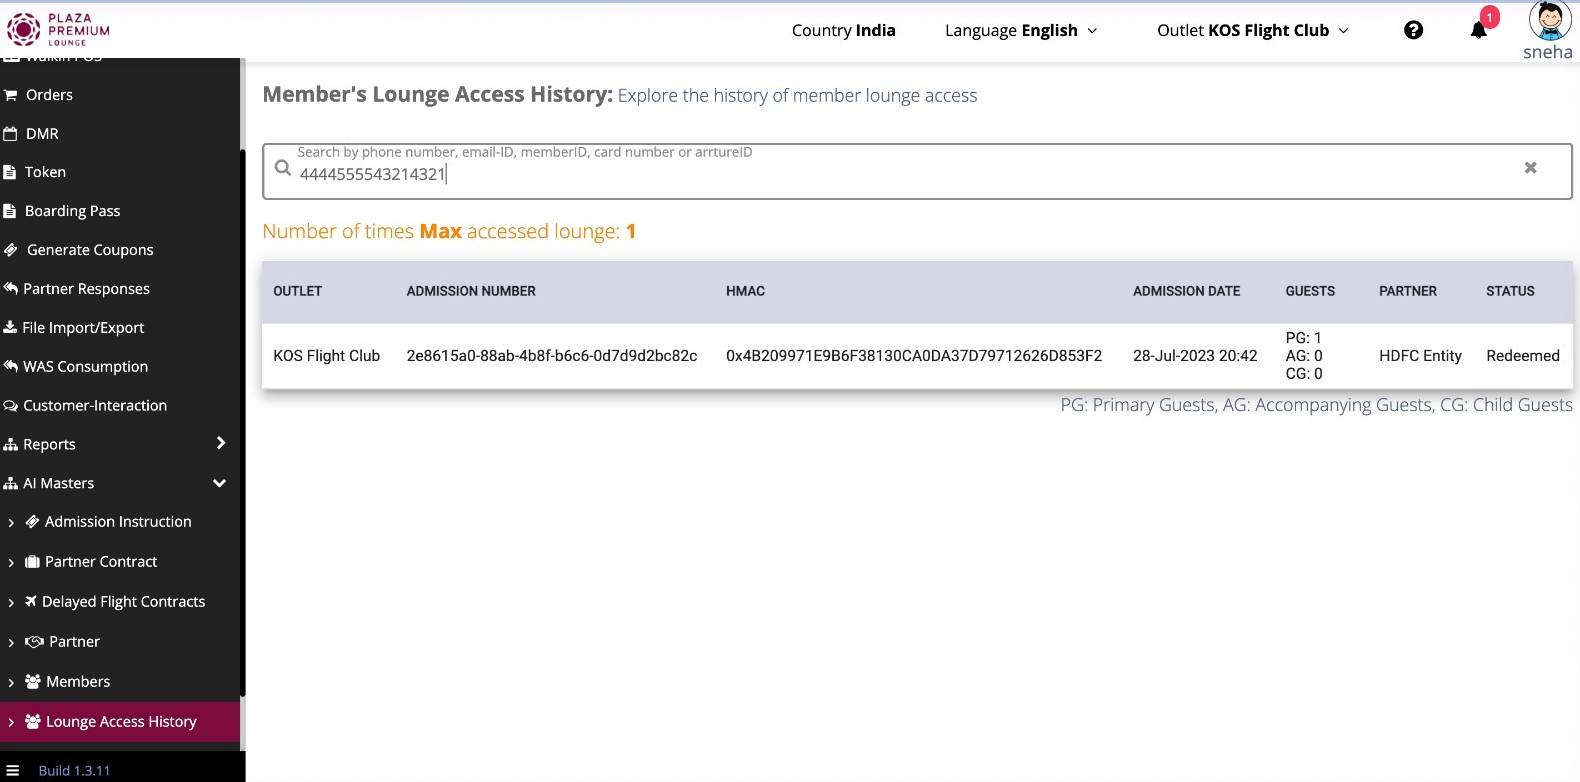 PLAZA
PREMIUM
LOUNGE
Country India
Language English
Outlet KOS Flight Club
1
sneha
Walkin POS
Orders
DMR
Token
Boarding Pass
Generate Coupons
Partner Responses
File Import/Export
WAS Consumption
Customer-Interaction
Reports
AI Masters
Admission Instruction
Partner Contract
Delayed Flight Contracts
Partner
Members
Lounge Access History
Build 1.3.11
Member's Lounge Access History: Explore the history of member lounge access
Search by phone number, email-ID, memberID, card number or arrtureID
4444555543214321
Number of times Max accessed lounge: 1
OUTLET ADMISSION NUMBER HMAC ADMISSION DATE GUESTS PARTNER STATUS
KOS Flight Club 2e8615a0-88ab-4b8f-b6c6-0d7d9d2bc82c 0x4B209971E9B6F38130CA0DA37D79712626D853F2 28-Jul-2023 20:42 PG: 1 HDFC Entity Redeemed
AG: 0
CG: 0
PG: Primary Guests, AG: Accompanying Guests, CG: Child Guests